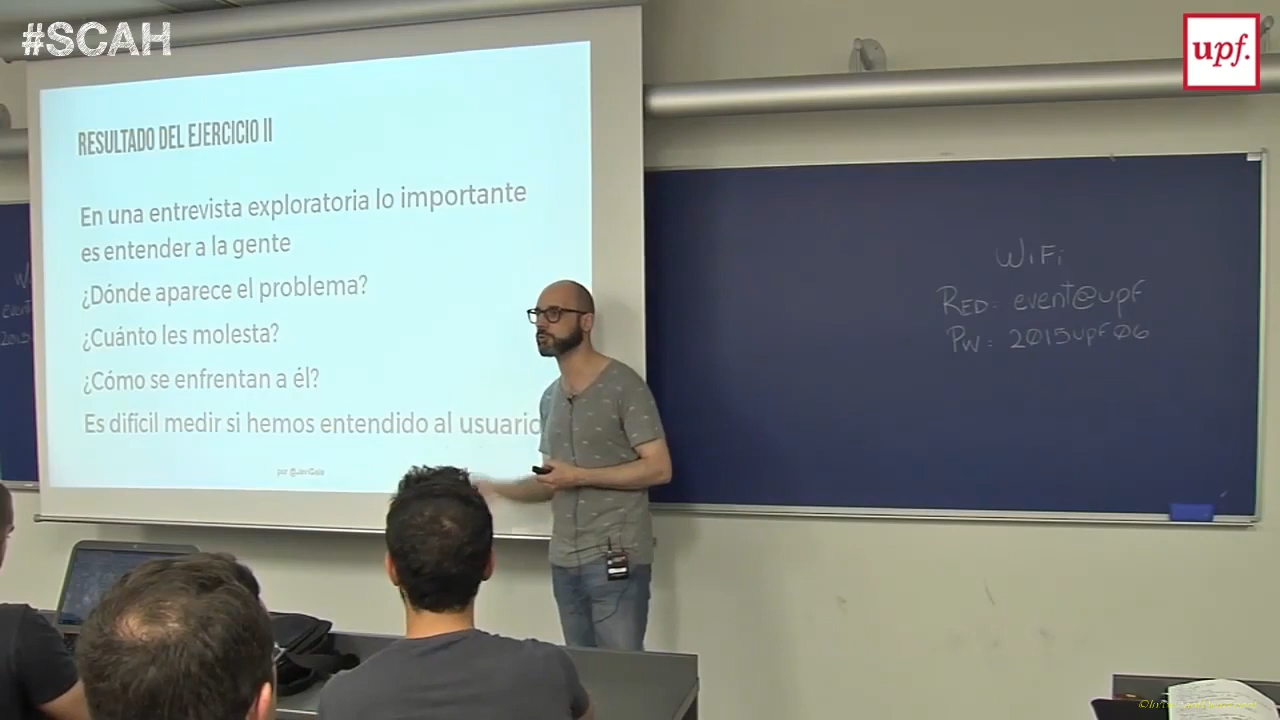 #SCAH
upf.
RESULTADO DEL EJERCICIO II
En una entrevista exploratoria lo importante
es entender a la gente
¿Dónde aparece el problema?
¿Cuánto les molesta?
¿Cómo se enfrentan a él?
Es difícil medir si hemos entendido al usuario
por @JaviGala
WiFi
RED: event@upf
PW: 2015upf06